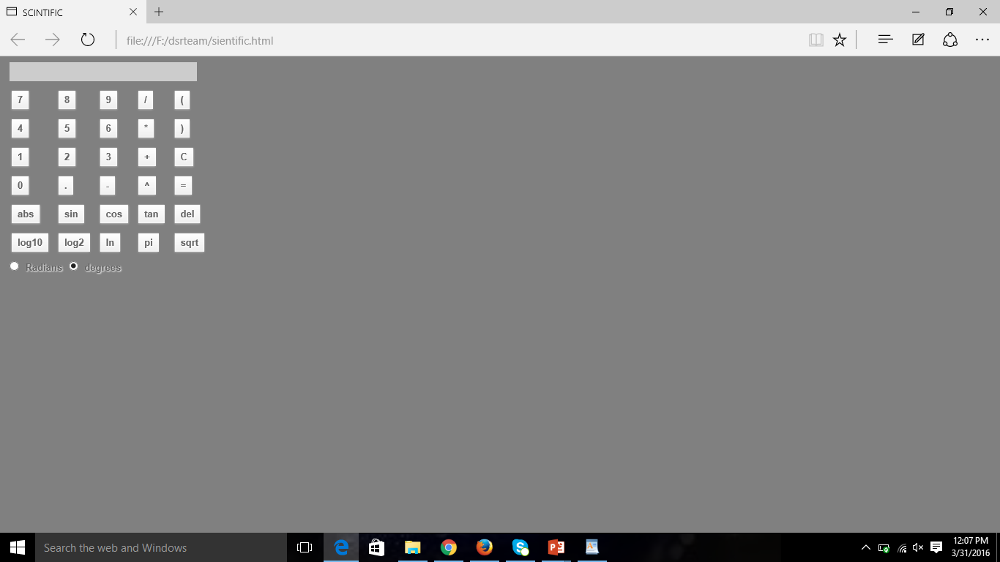 SCINTIFIC
file:///F:/dsrteam/sientific.html
7 8 9 / (
4 5 6 * )
1 2 3 + C
0 . - ^ =
abs sin cos tan del
log10 log2 ln pi sqrt
Radians degrees
Search the web and Windows
12:07 PM
3/31/2016